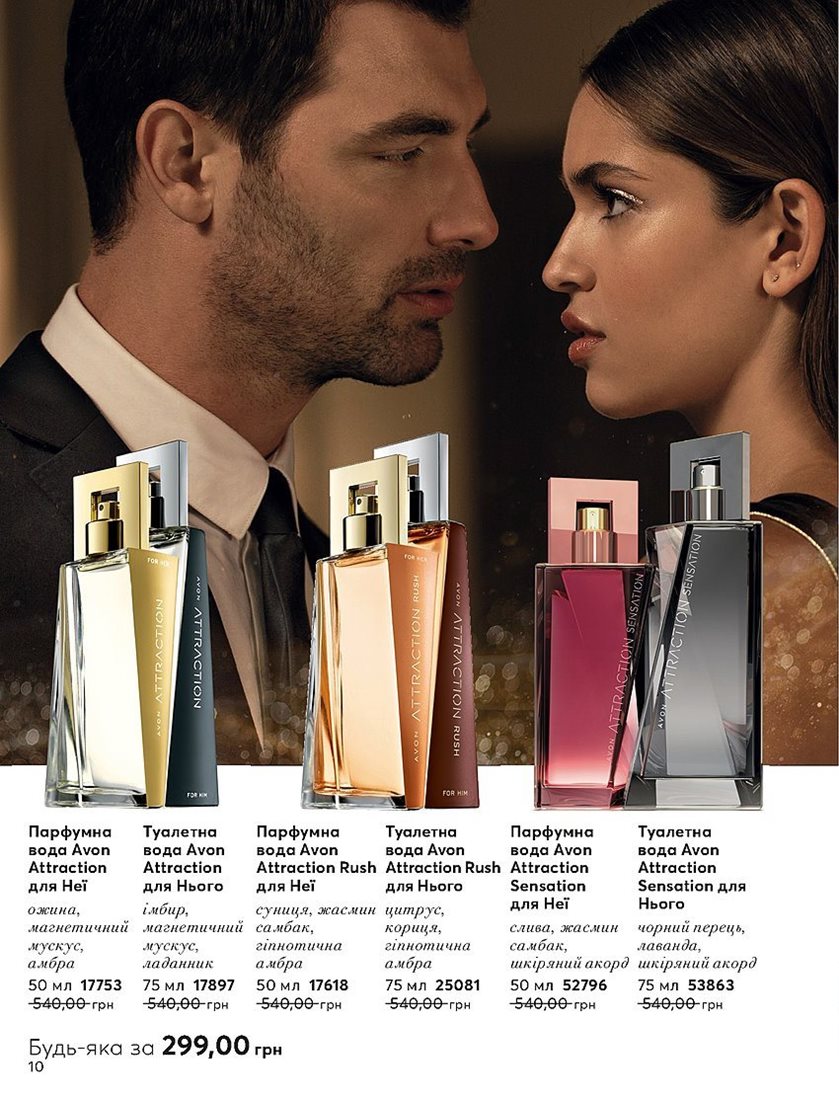 FOR HER
AVON ATTRACTION
AVON ATTRACTION
FOR HIM
FOR HER
AVON ATTRACTION RUSH
AVON ATTRACTION RUSH
FOR HIM
AVON ATTRACTION SENSATION
AVON ATTRACTION SENSATION
Парфумна
вода Avon
Attraction
для Неї
ожина,
магнетичний
мускус,
амбра
50 мл 17753
540,00 грн
Туалетна
вода Avon
Attraction
для Нього
імбир,
магнетичний
мускус,
ладанник
75 мл 17897
540,00 грн
Парфумна
вода Avon
Attraction Rush
для Неї
суниця, жасмин
самбак,
гіпнотична
амбра
50 мл 17618
540,00 грн
Туалетна
вода Avon
Attraction Rush
для Нього
цитрус,
кориця,
гіпнотична
амбра
75 мл 25081
540,00 грн
Парфумна
вода Avon
Attraction
Sensation
для Неї
слива, жасмин
самбак,
шкіряний акорд
50 мл 52796
540,00 грн
Туалетна
вода Avon
Attraction
Sensation для
Нього
чорний перець,
лаванда,
шкіряний акорд
75 мл 53863
540,00 грн
Будь-яка за 299,00 грн
10